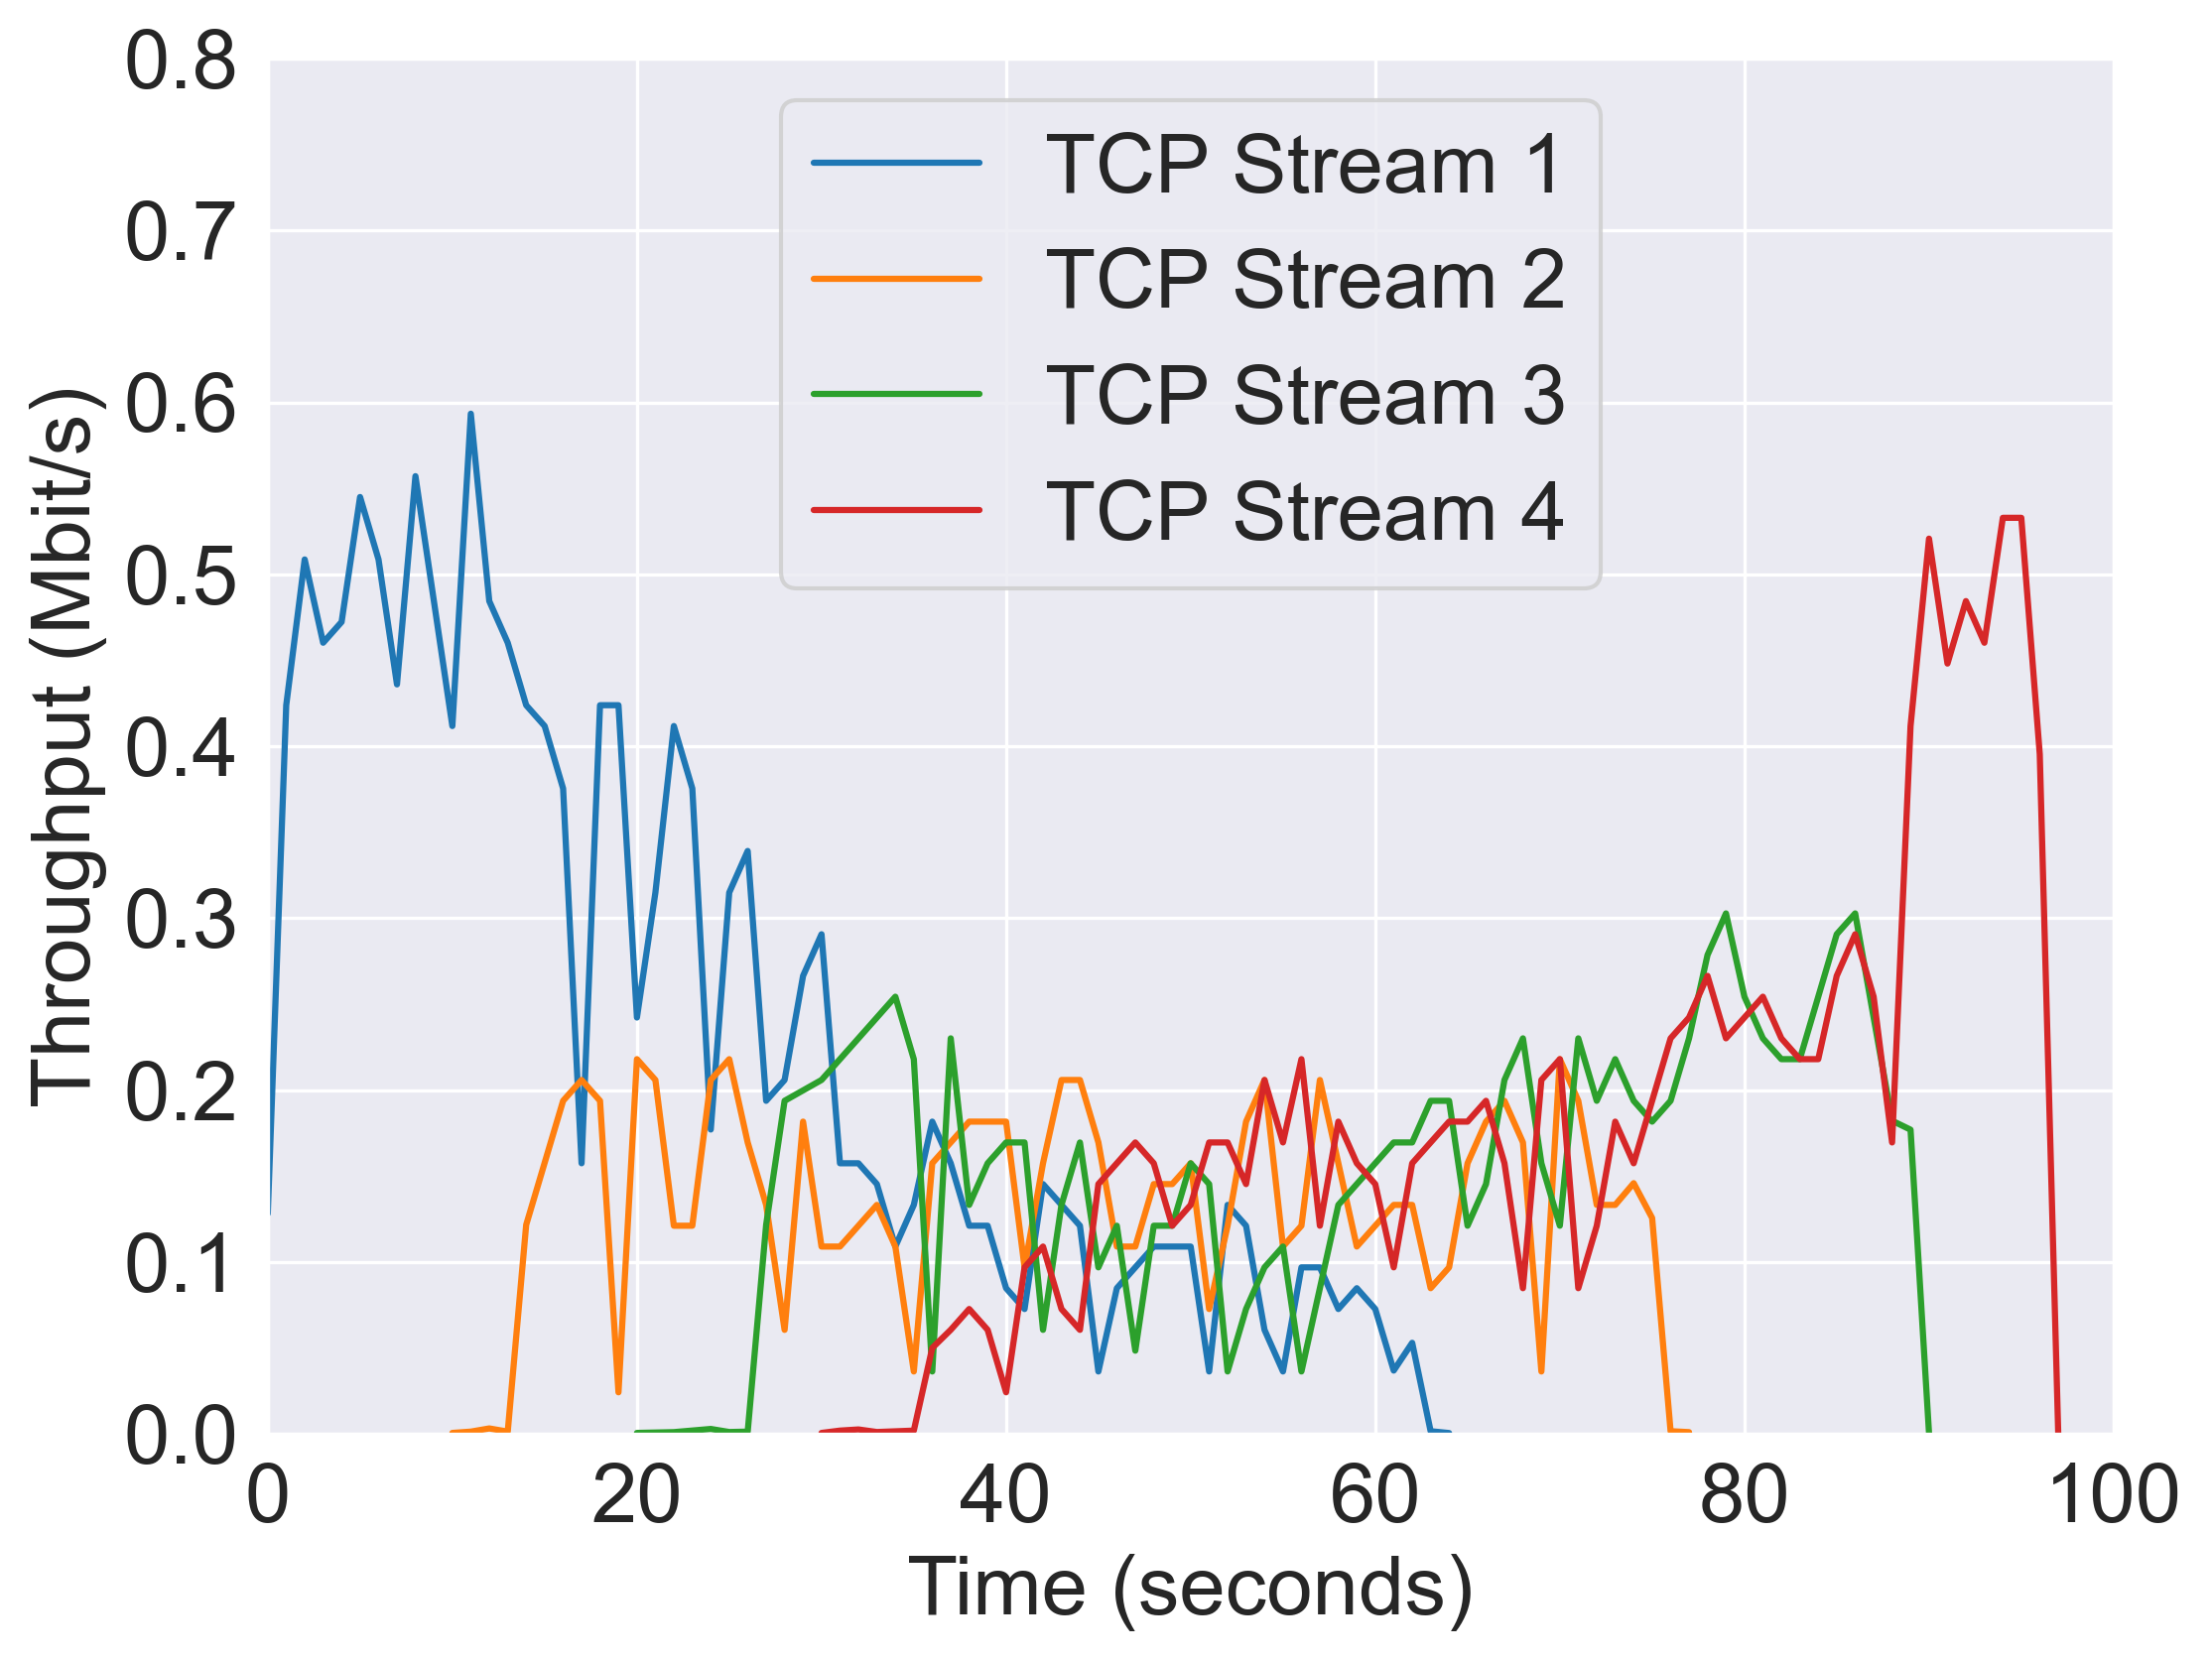 0.8
0.7
0.6
0.5
0.4
0.3
0.2
0.1
0.0
Throughput (Mbit/s)
TCP Stream 1
TCP Stream 2
TCP Stream 3
TCP Stream 4
0 20 40 60 80 100
Time (seconds)